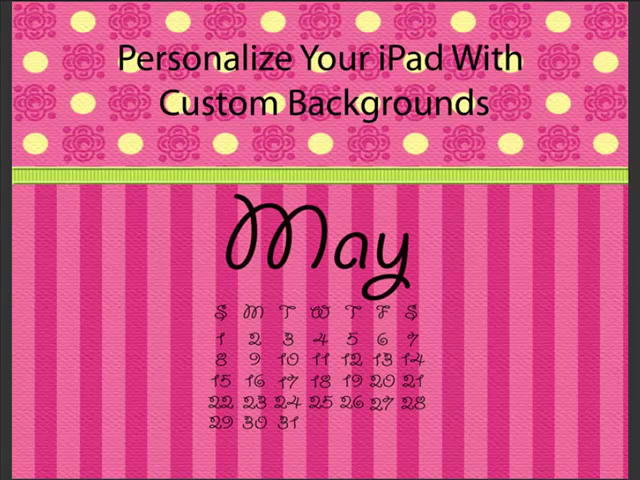 Personalize Your iPad With
Custom Backgrounds
May
S M T W T F S
1 2 3 4 5 6 7
8 9 10 11 12 13 14
15 16 17 18 19 20 21
22 23 24 25 26 27 28
29 30 31